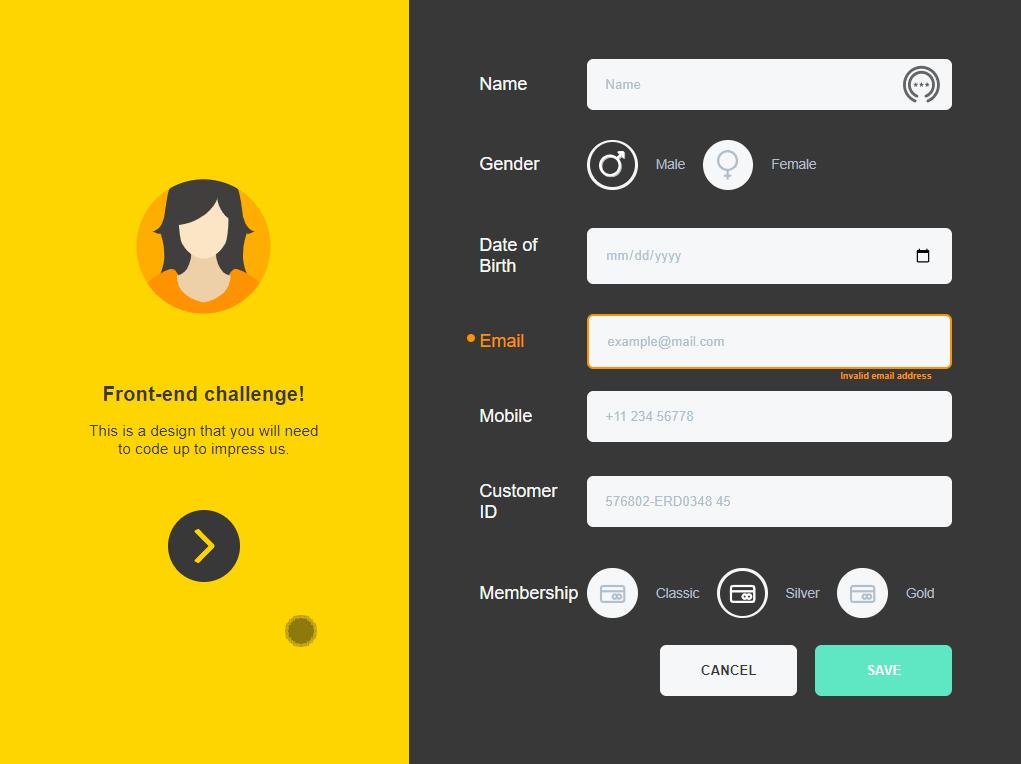 Name
Name
Gender
Male
Female
Date of
Birth
mm/dd/yyyy
Email
example@mail.com
Invalid email address
Front-end challenge!
This is a design that you will need
to code up to impress us.
Mobile
+11 234 56778
Customer
ID
576802-ERD0348 45
Membership
Classic
Silver
Gold
CANCEL
SAVE